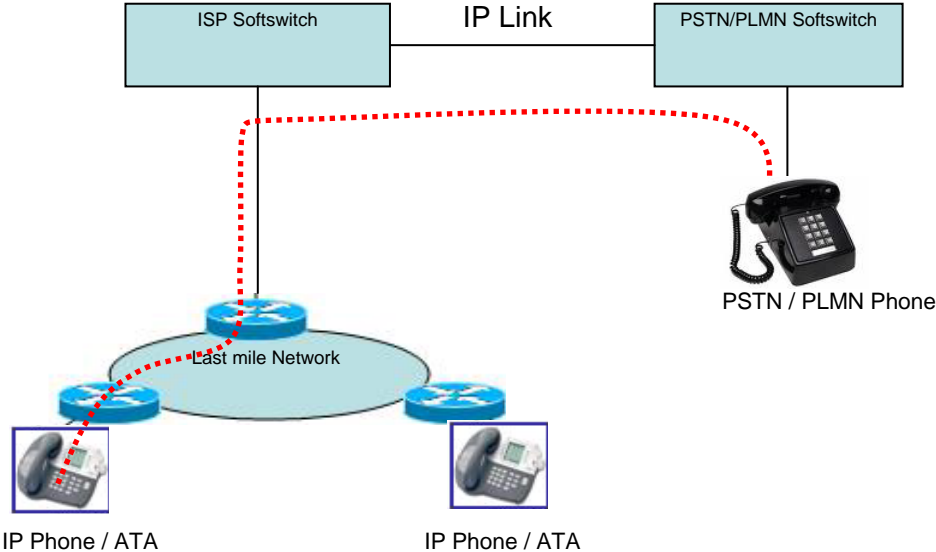 ISP Softswitch
IP Link
PSTN/PLMN Softswitch
PSTN / PLMN Phone
Last mile Network
IP Phone / ATA
IP Phone / ATA